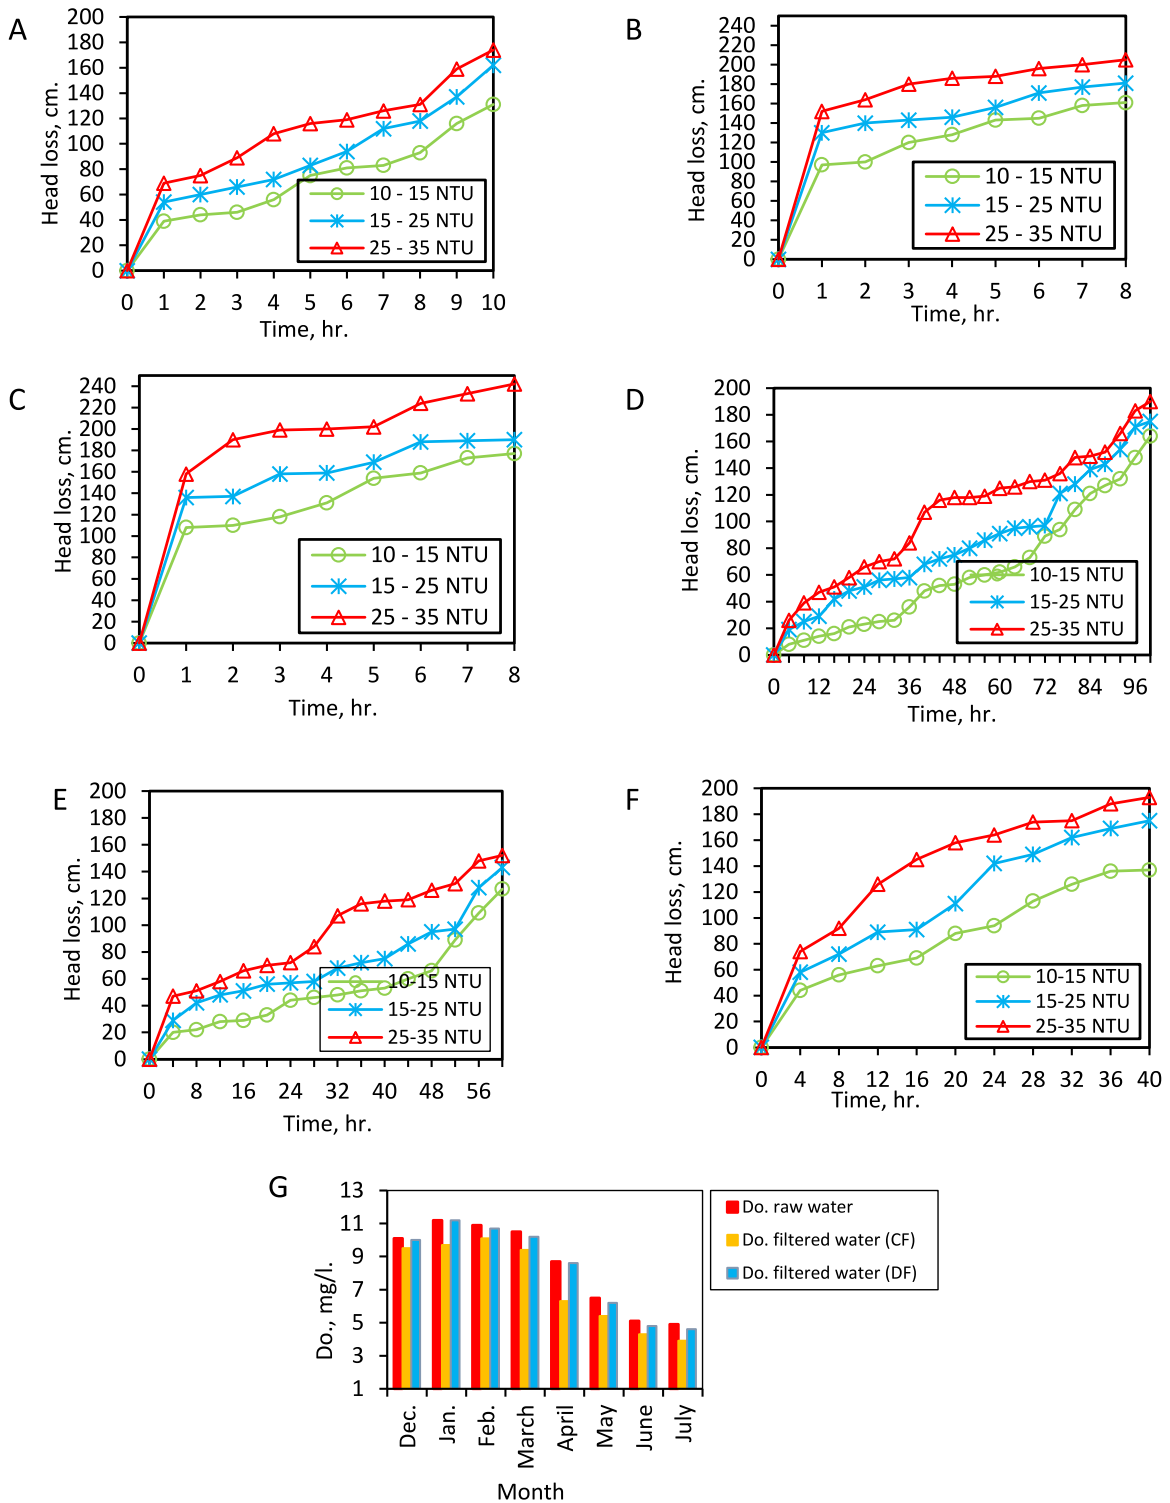 A
Head loss, cm.
200
180
160
140
120
100
80
60
40
20
0
10 - 15 NTU
15 - 25 NTU
25 - 35 NTU
0 1 2 3 4 5 6 7 8 9 10
Time, hr.
B
Head loss, cm.
240
220
200
180
160
140
120
100
80
60
40
20
0
10 - 15 NTU
15 - 25 NTU
25 - 35 NTU
0 1 2 3 4 5 6 7 8
Time, hr.
C
Head loss, cm.
240
220
200
180
160
140
120
100
80
60
40
20
0
10 - 15 NTU
15 - 25 NTU
25 - 35 NTU
0 1 2 3 4 5 6 7 8
Time, hr.
D
Head loss, cm.
200
180
160
140
120
100
80
60
40
20
0
10-15 NTU
15-25 NTU
25-35 NTU
0 12 24 36 48 60 72 84 96
Time, hr.
E
Head loss, cm.
200
180
160
140
120
100
80
60
40
20
0
10-15 NTU
15-25 NTU
25-35 NTU
0 8 16 24 32 40 48 56
Time, hr.
F
Head loss, cm.
200
180
160
140
120
100
80
60
40
20
0
10-15 NTU
15-25 NTU
25-35 NTU
0 4 8 12 16 20 24 28 32 36 40
Time, hr.
G
Do., mg/l.
13
11
9
7
5
3
1
Do. raw water
Do. filtered water (CF)
Do. filtered water (DF)
Dec. Jan. Feb. March April May June July
Month